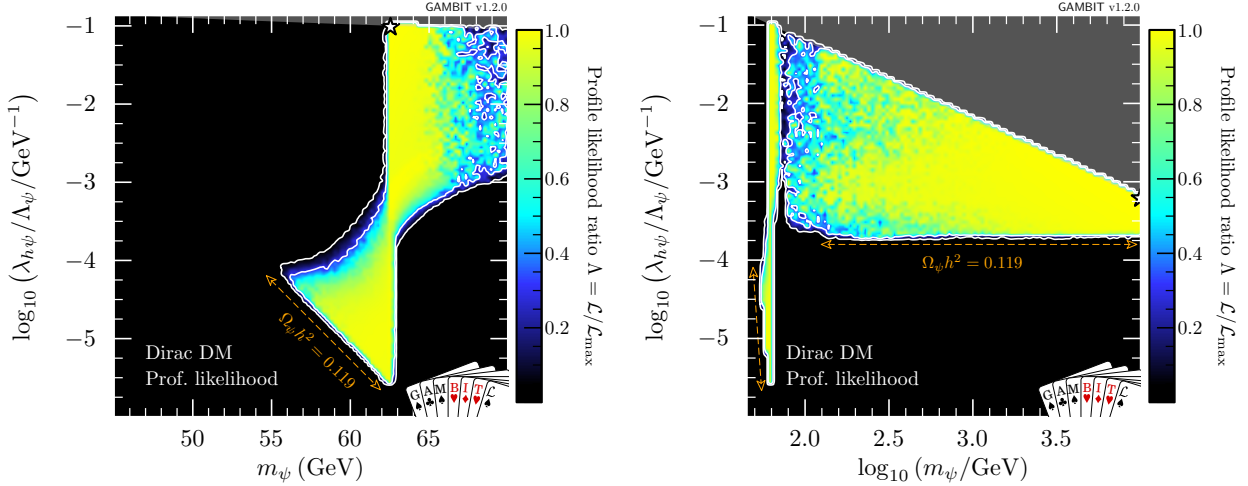 GAMBIT v1.2.0
−1
−2
−3
−4
−5
log₁₀ (λₕψ/Λψ/GeV⁻¹)
50
55
60
65
mψ (GeV)
Ωψh² = 0.119
Dirac DM
Prof. likelihood
G A M B I T L
1.0
0.8
0.6
0.4
0.2
Profile likelihood ratio Λ = ℒ/ℒmax
GAMBIT v1.2.0
−1
−2
−3
−4
−5
log₁₀ (λₕψ/Λψ/GeV⁻¹)
2.0
2.5
3.0
3.5
log₁₀ (mψ/GeV)
Ωψh² = 0.119
Dirac DM
Prof. likelihood
G A M B I T L
1.0
0.8
0.6
0.4
0.2
Profile likelihood ratio Λ = ℒ/ℒmax